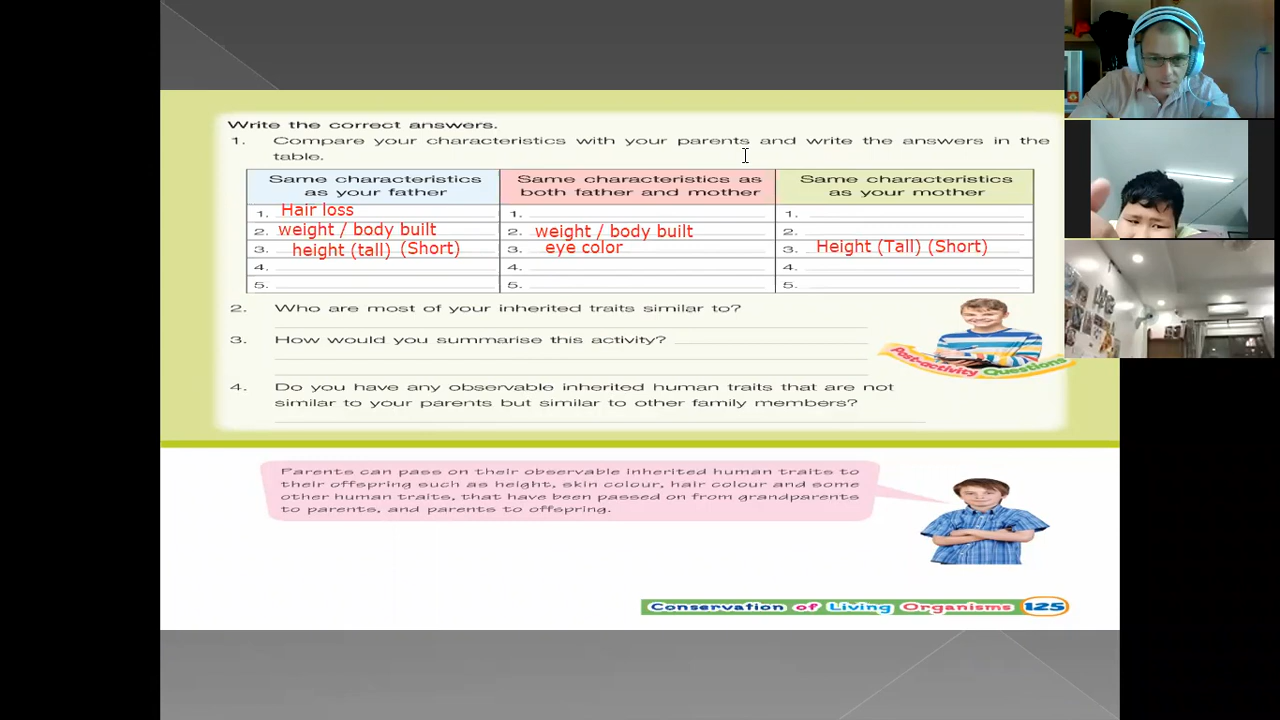 Write the correct answers.
1. Compare your characteristics with your parents and write the answers in the
table.
Same characteristics
as your father
Same characteristics as
both father and mother
Same characteristics
as your mother
1. Hair loss
1.
1.
2. weight / body built
2. weight / body built
2.
3. height (tall) (Short)
3. eye color
3. Height (Tall) (Short)
4.
4.
4.
5.
5.
5.
2. Who are most of your inherited traits similar to?
3. How would you summarise this activity?
Post-activity Questions
4. Do you have any observable inherited human traits that are not
similar to your parents but similar to other family members?
Parents can pass on their observable inherited human traits to
their offspring such as height, skin colour, hair colour and some
other human traits, that have been passed on from grandparents
to parents, and parents to offspring.
Conservation of Living Organisms 125